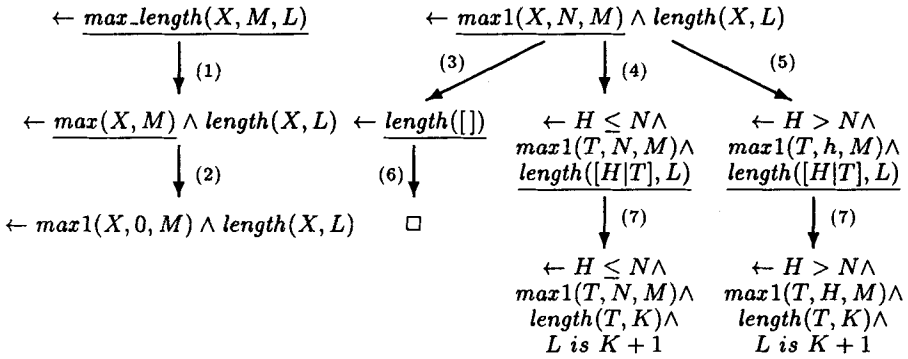 ← max_length(X, M, L) ← max1(X, N, M) ∧ length(X, L)
(1) (3) (4) (5)
← max(X, M) ∧ length(X, L) ← length([ ]) ← H ≤ N∧ ← H > N∧
max1(T, N, M)∧ max1(T, h, M)∧
(2) (6) length([H|T], L) length([H|T], L)
← max1(X, 0, M) ∧ length(X, L) □ (7) (7)
← H ≤ N∧ ← H > N∧
max1(T, N, M)∧ max1(T, H, M)∧
length(T, K)∧ length(T, K)∧
L is K + 1 L is K + 1